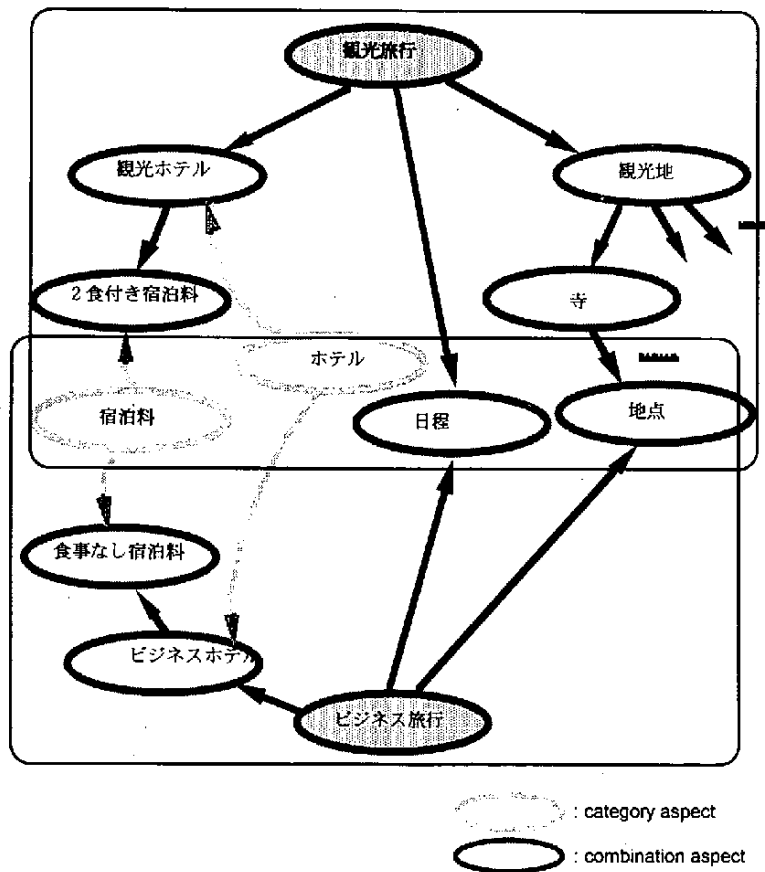 観光旅行
観光ホテル
観光地
2食付き宿泊料
寺
ホテル
宿泊料
日程
地点
食事なし宿泊料
ビジネスホテル
ビジネス旅行
: category aspect
: combination aspect